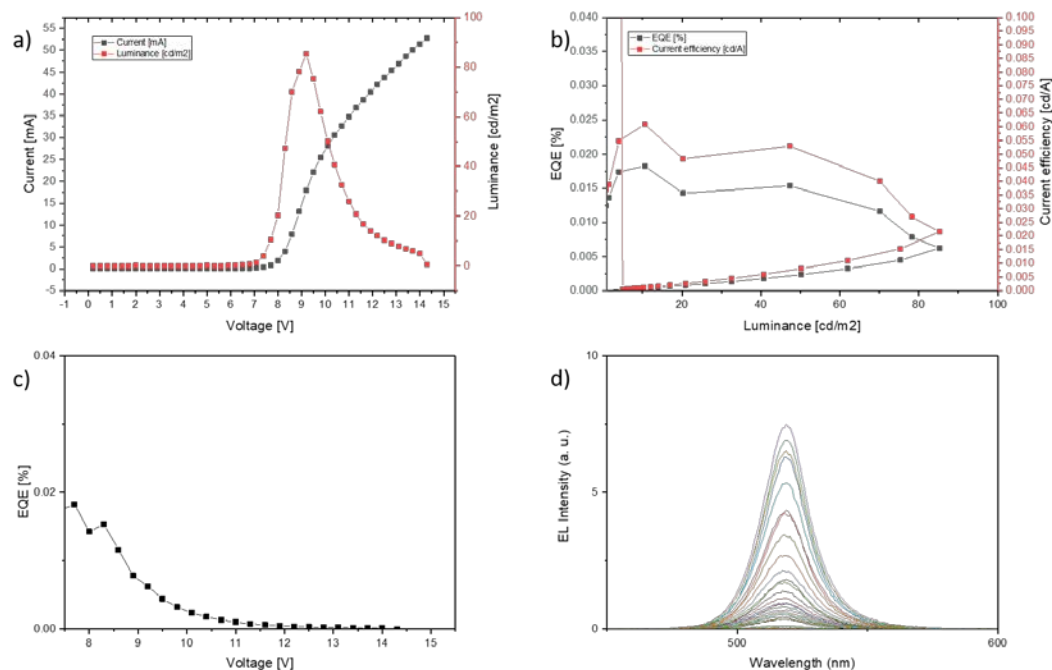 a)
Current [mA]
Luminance [cd/m2]
55
50
45
40
35
30
25
20
15
10
5
0
-5
Current [mA]
100
80
60
40
20
0
Luminance [cd/m2]
-1 0 1 2 3 4 5 6 7 8 9 10 11 12 13 14 15
Voltage [V]
b)
EQE [%]
Current efficiency [cd/A]
0.040
0.035
0.030
0.025
0.020
0.015
0.010
0.005
0.000
EQE [%]
0.100
0.095
0.090
0.085
0.080
0.075
0.070
0.065
0.060
0.055
0.050
0.045
0.040
0.035
0.030
0.025
0.020
0.015
0.010
0.005
0.000
Current efficiency [cd/A]
20 40 60 80 100
Luminance [cd/m2]
c)
0.04
0.02
0.00
EQE [%]
8 9 10 11 12 13 14 15
Voltage [V]
d)
10
5
0
EL Intensity (a. u.)
500 600
Wavelength (nm)